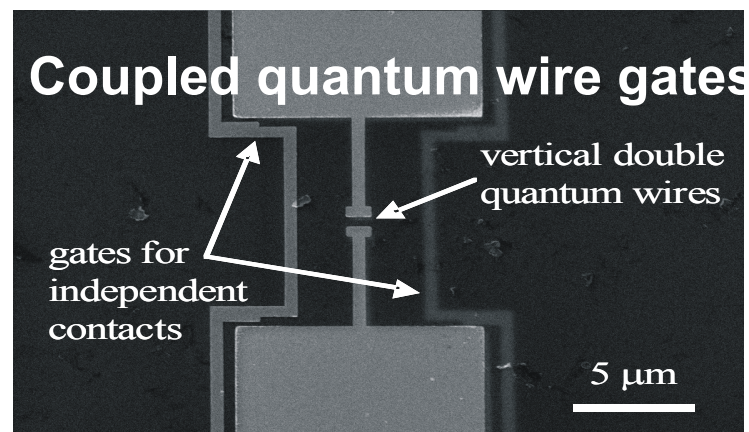 Coupled quantum wire gates
vertical double
quantum wires
gates for
independent
contacts
5 μm